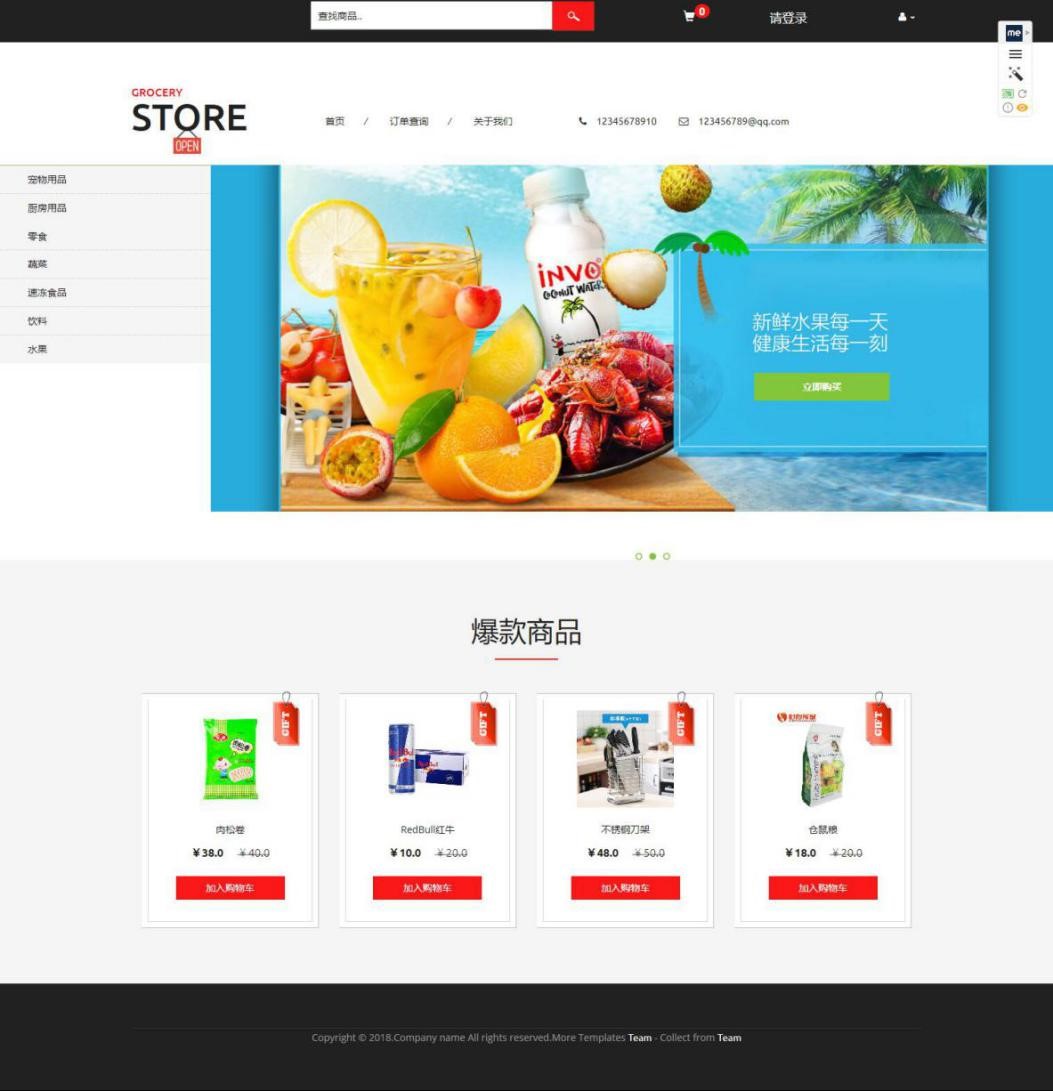 查找商品..
0
请登录
me
GROCERY
STORE
OPEN
首页 / 订单查询 / 关于我们
12345678910
123456789@qq.com
宠物用品
厨房用品
零食
蔬菜
速冻食品
饮料
水果
INVO
COCONUT WATER
新鲜水果每一天
健康生活每一刻
立即购买
爆款商品
GIFT
GIFT
GIFT
GIFT
RedBull
肉松卷
RedBull红牛
不锈钢刀架
仓鼠粮
¥38.0 ¥40.0
¥10.0 ¥20.0
¥48.0 ¥50.0
¥18.0 ¥20.0
加入购物车
加入购物车
加入购物车
加入购物车
Copyright © 2018.Company name All rights reserved.More Templates Team - Collect from Team